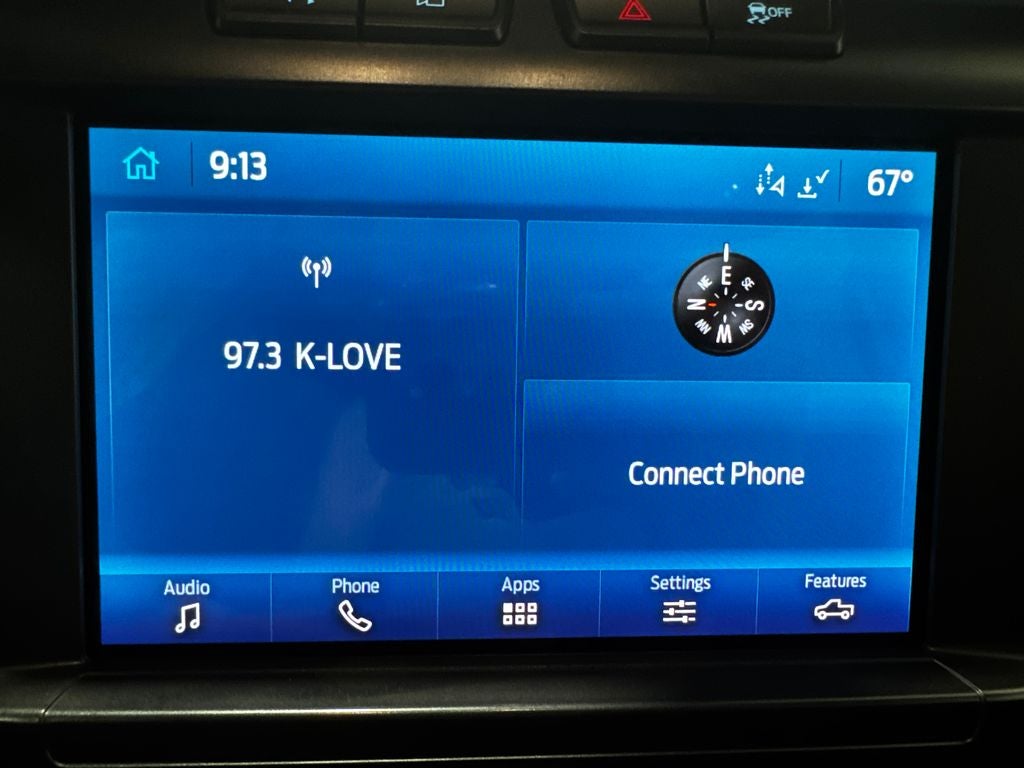 OFF
9:13
67°
97.3 K-LOVE
E
NE
SE
N
S
NW
SW
W
Connect Phone
Audio
Phone
Apps
Settings
Features